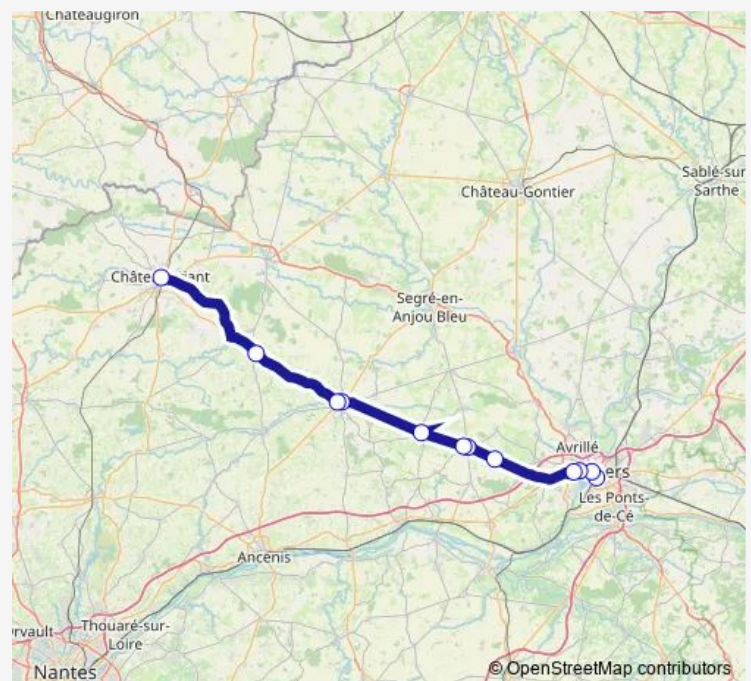 Châteaugiron
Sablé-sur-
Sarthe
Château-Gontier
Segré-en-
Anjou Bleu
Avrillé
Les Ponts-
de-Cé
Ancenis
Thouaré-sur-
Loire
Nantes
© OpenStreetMap contributors